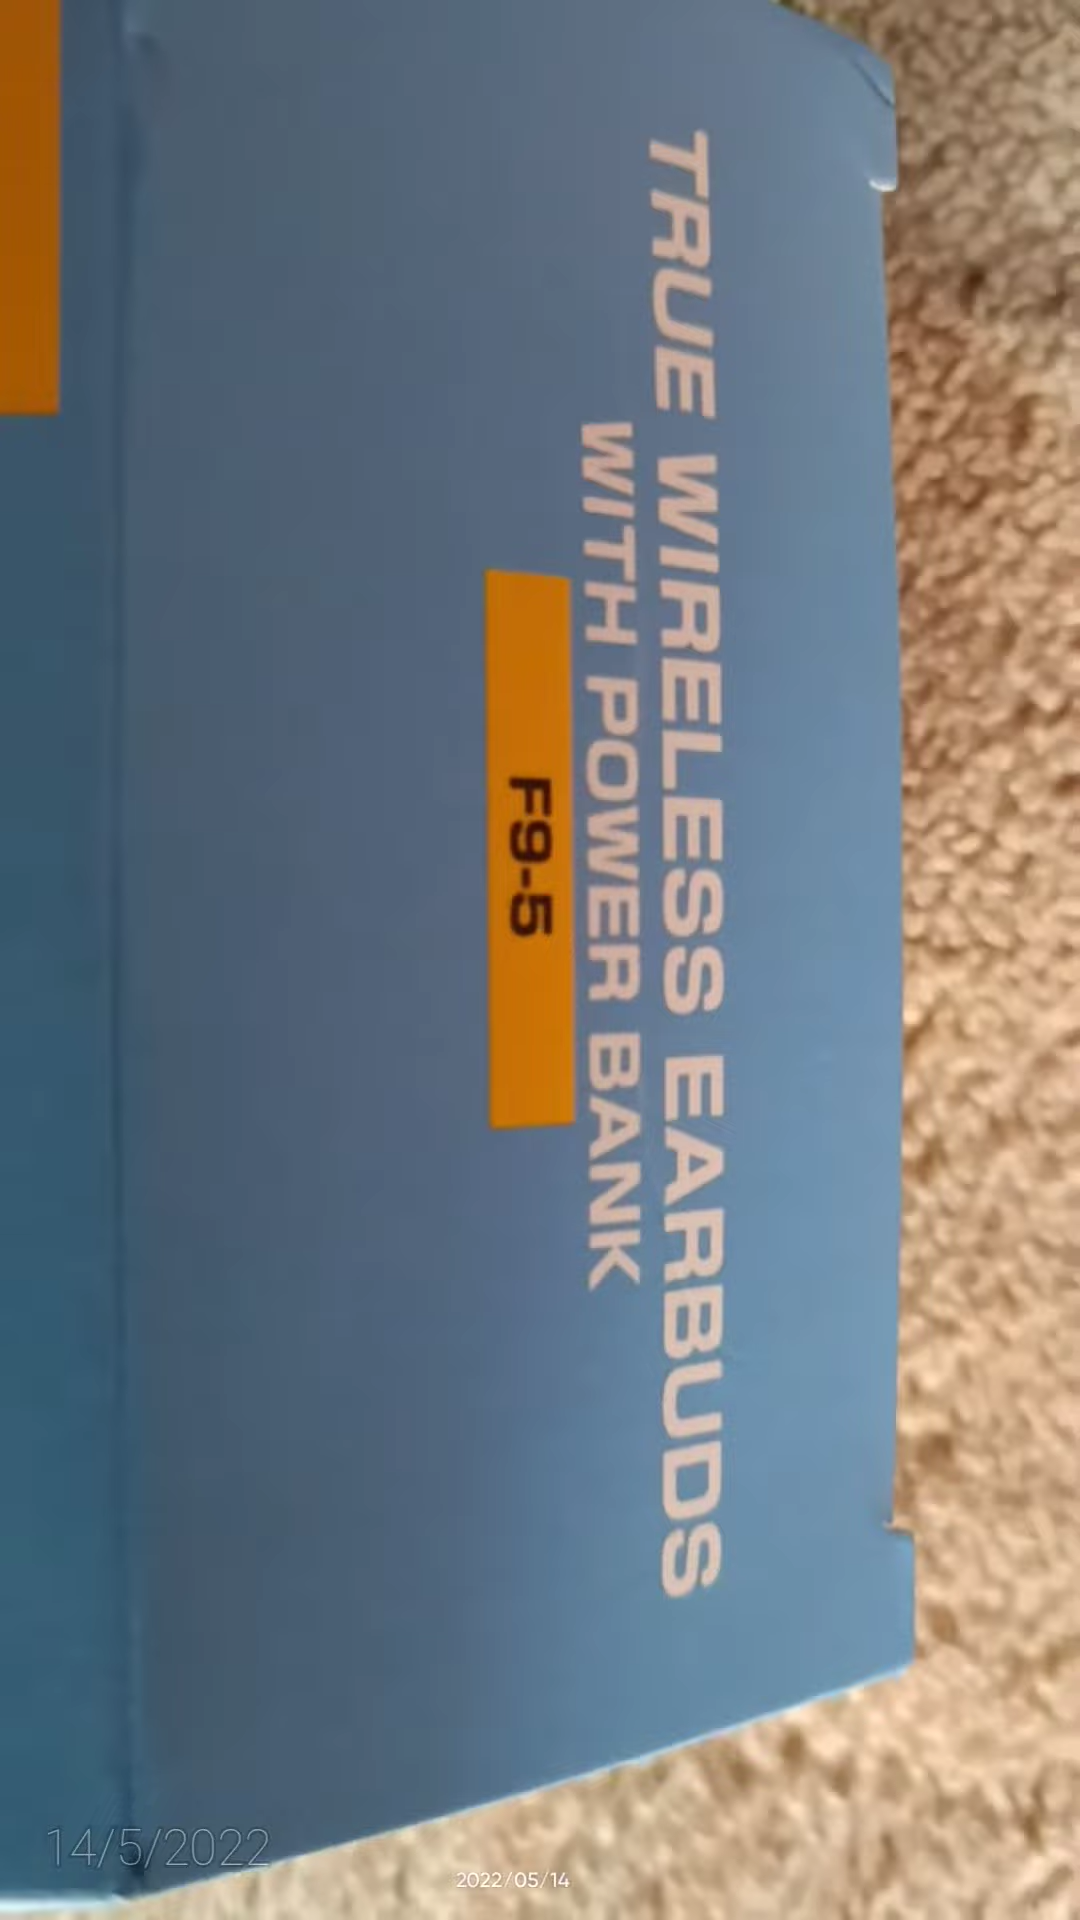 TRUE WIRELESS EARBUDS
WITH POWER BANK
F9-5
14/5/2022
2022/05/14